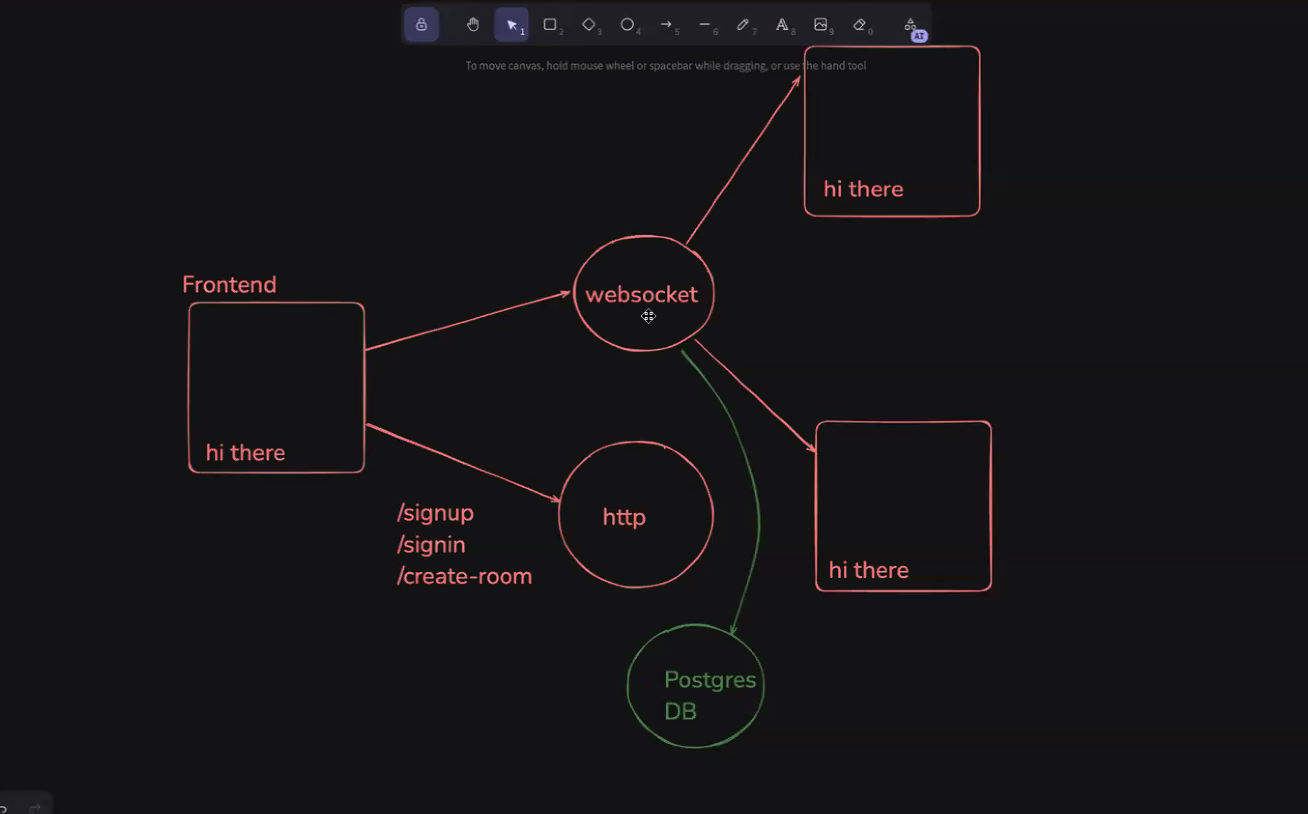 1
2
3
4
5
6
7
8
9
0
AI
To move canvas, hold mouse wheel or spacebar while dragging, or use the hand tool
hi there
Frontend
websocket
hi there
/signup
/signin
/create-room
http
hi there
Postgres
DB